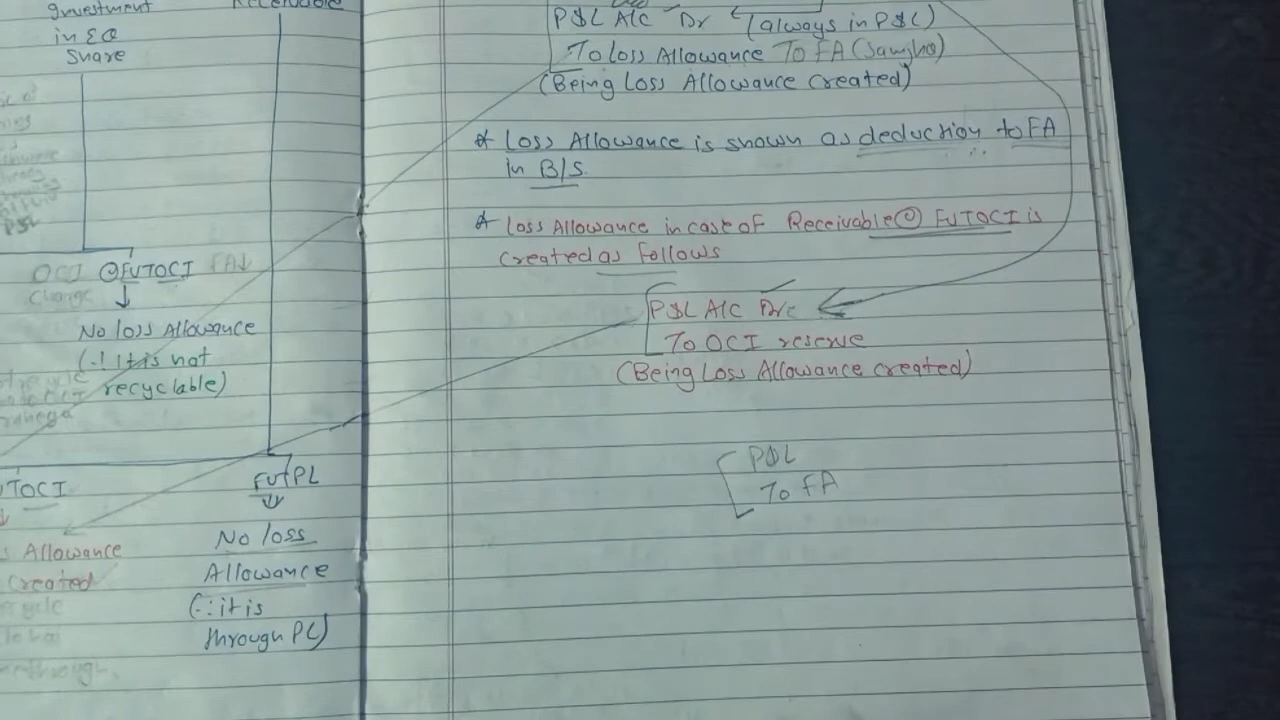 Investment
in EQ
Share
Receivable
OCI @FVTOCI FA↓
Change
No loss Allowance
(∵ it is not
recyclable)
TOCI
FVTPL
Allowance
Created
No loss
Allowance
(∵ it is
through PL)
P&L A/c Dr (always in P&L)
To Loss Allowance To FA
(Being Loss Allowance created)
* Loss Allowance is shown as deduction to FA
in B/S
* Loss Allowance in case of Receivable @ FVTOCI is
created as follows
P&L A/c Dr
To OCI reserve
(Being Loss Allowance created)
P&L
To FA